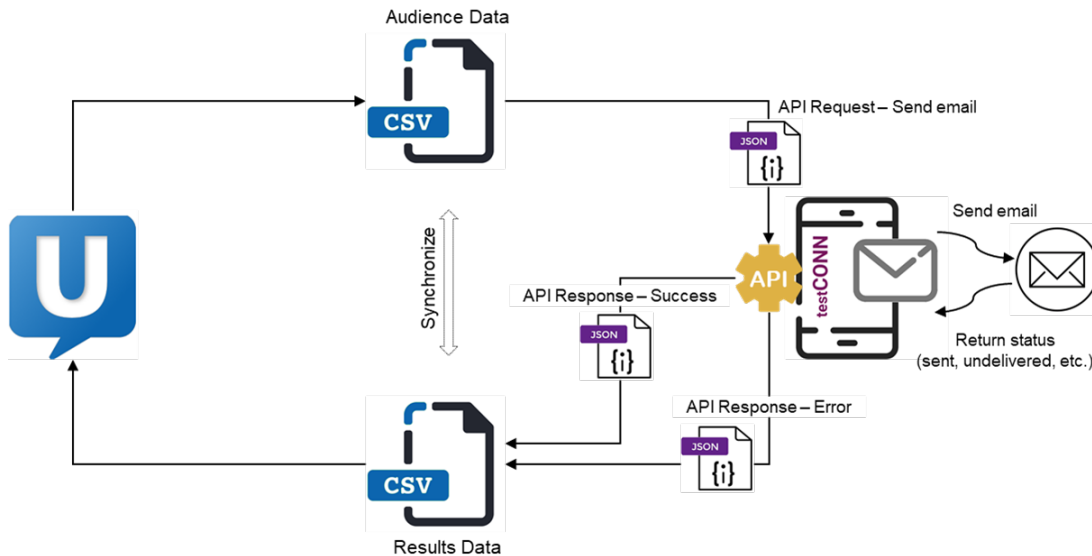 Audience Data
CSV
API Request – Send email
JSON
{i}
U
Synchronize
Send email
testCONN
API
API Response – Success
JSON
{i}
Return status
(sent, undelivered, etc.)
API Response – Error
JSON
{i}
CSV
Results Data